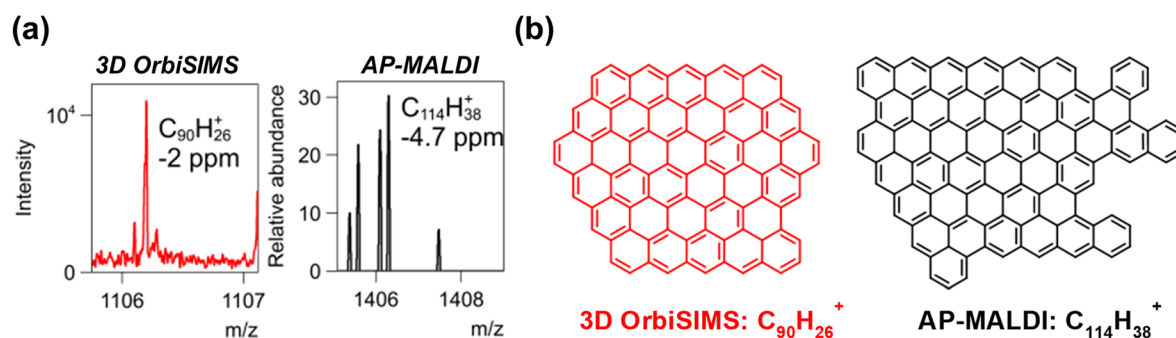 (a)
3D OrbiSIMS
10⁴
Intensity
C₉₀H₂₆⁺
-2 ppm
0
1106
1107
m/z
AP-MALDI
Relative abundance
30
20
10
0
C₁₁₄H₃₈⁺
-4.7 ppm
1406
1408
m/z
(b)
3D OrbiSIMS: C₉₀H₂₆⁺
AP-MALDI: C₁₁₄H₃₈⁺